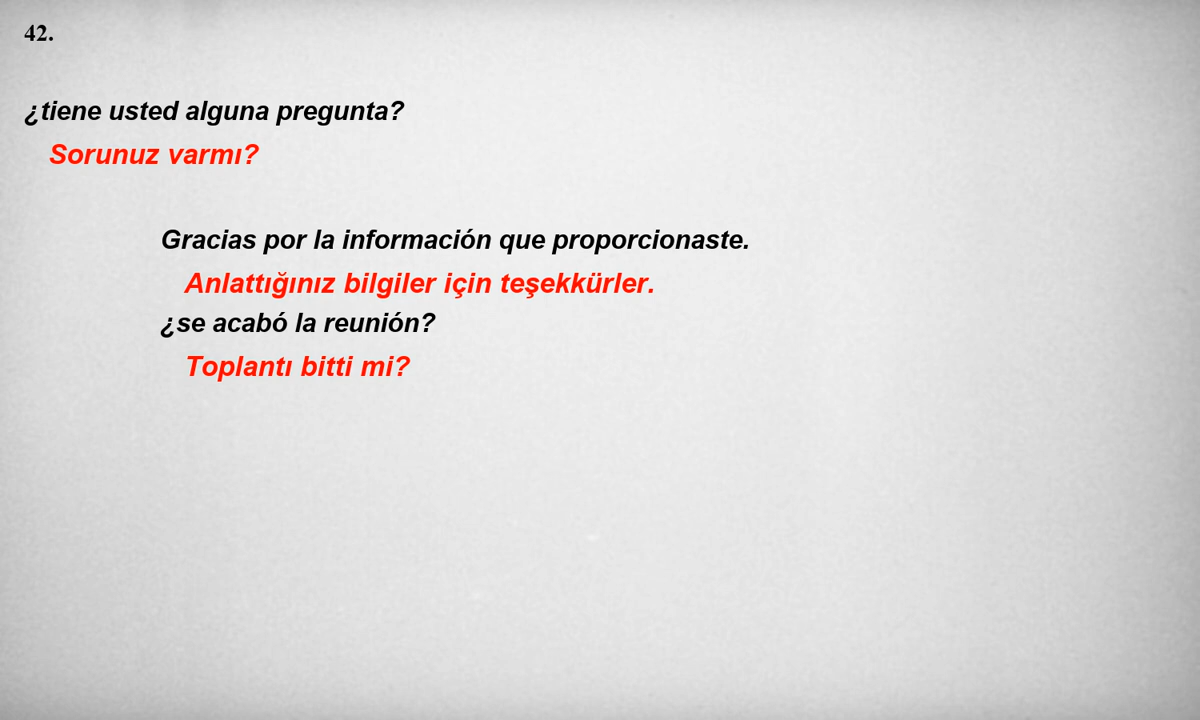 42.
¿tiene usted alguna pregunta?
Sorunuz varmı?
Gracias por la información que proporcionaste.
Anlattığınız bilgiler için teşekkürler.
¿se acabó la reunión?
Toplantı bitti mi?